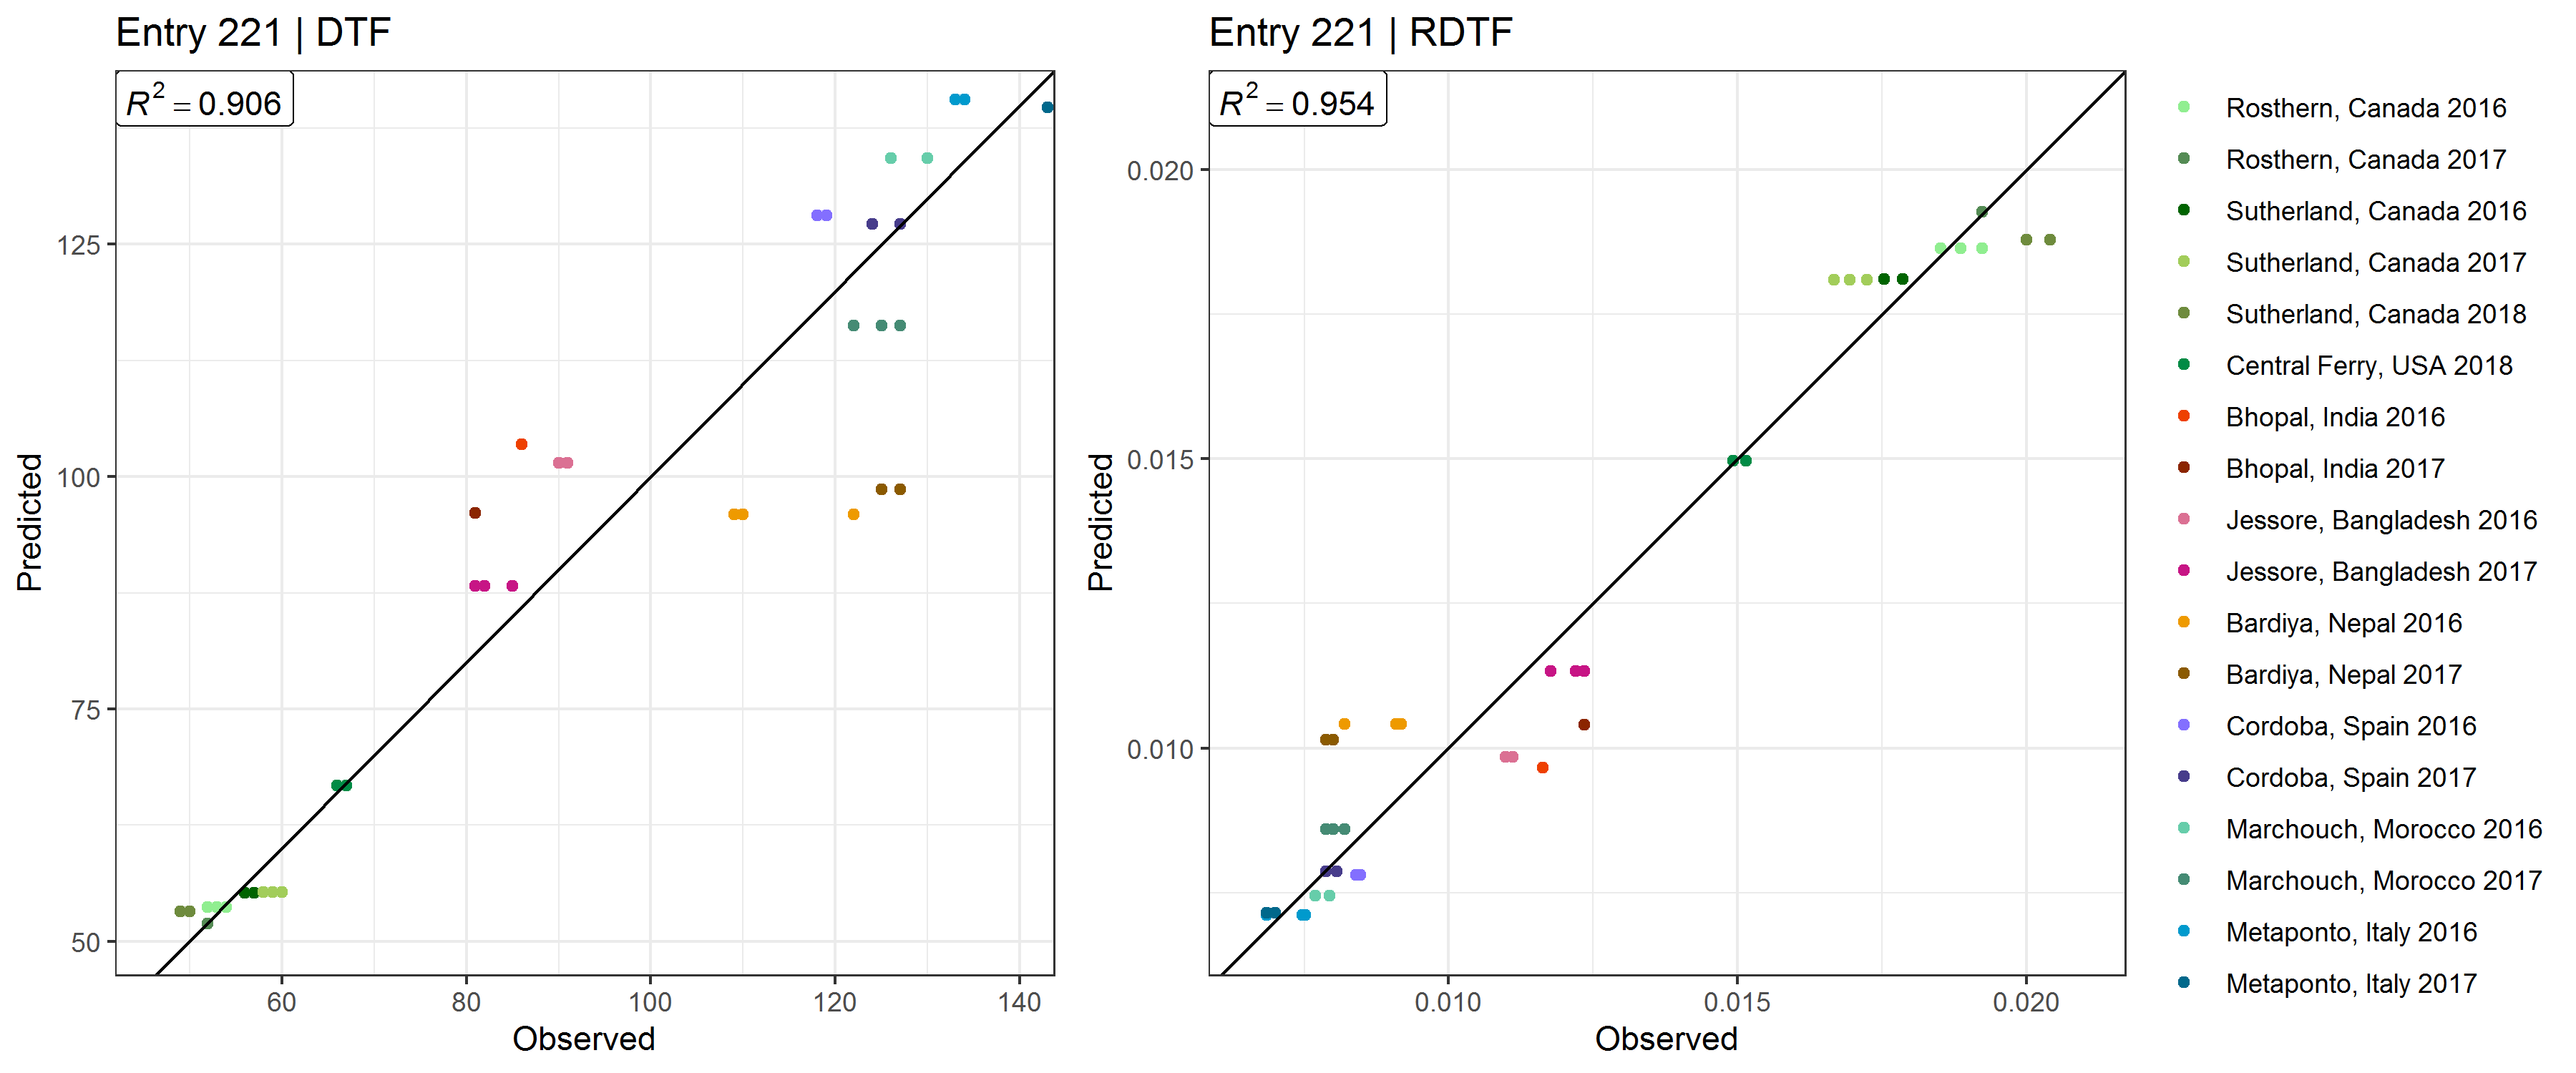 Entry 221 | DTF
R² = 0.906
125
100
75
50
60 80 100 120 140
Observed
Predicted
Entry 221 | RDTF
R² = 0.954
0.020
0.015
0.010
0.010 0.015 0.020
Observed
Predicted
Rosthern, Canada 2016
Rosthern, Canada 2017
Sutherland, Canada 2016
Sutherland, Canada 2017
Sutherland, Canada 2018
Central Ferry, USA 2018
Bhopal, India 2016
Bhopal, India 2017
Jessore, Bangladesh 2016
Jessore, Bangladesh 2017
Bardiya, Nepal 2016
Bardiya, Nepal 2017
Cordoba, Spain 2016
Cordoba, Spain 2017
Marchouch, Morocco 2016
Marchouch, Morocco 2017
Metaponto, Italy 2016
Metaponto, Italy 2017